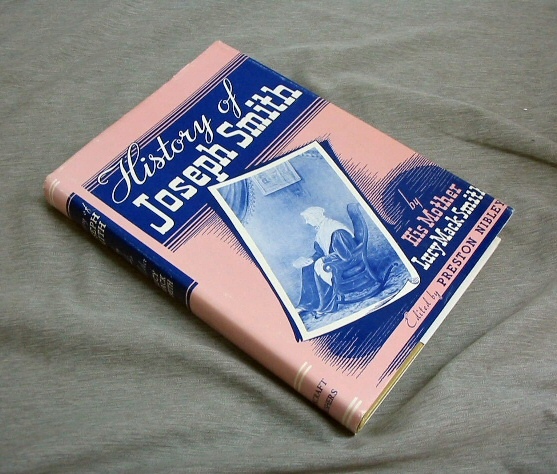 History of
Joseph Smith
by
His Mother
Lucy Mack Smith
Edited by PRESTON NIBLEY